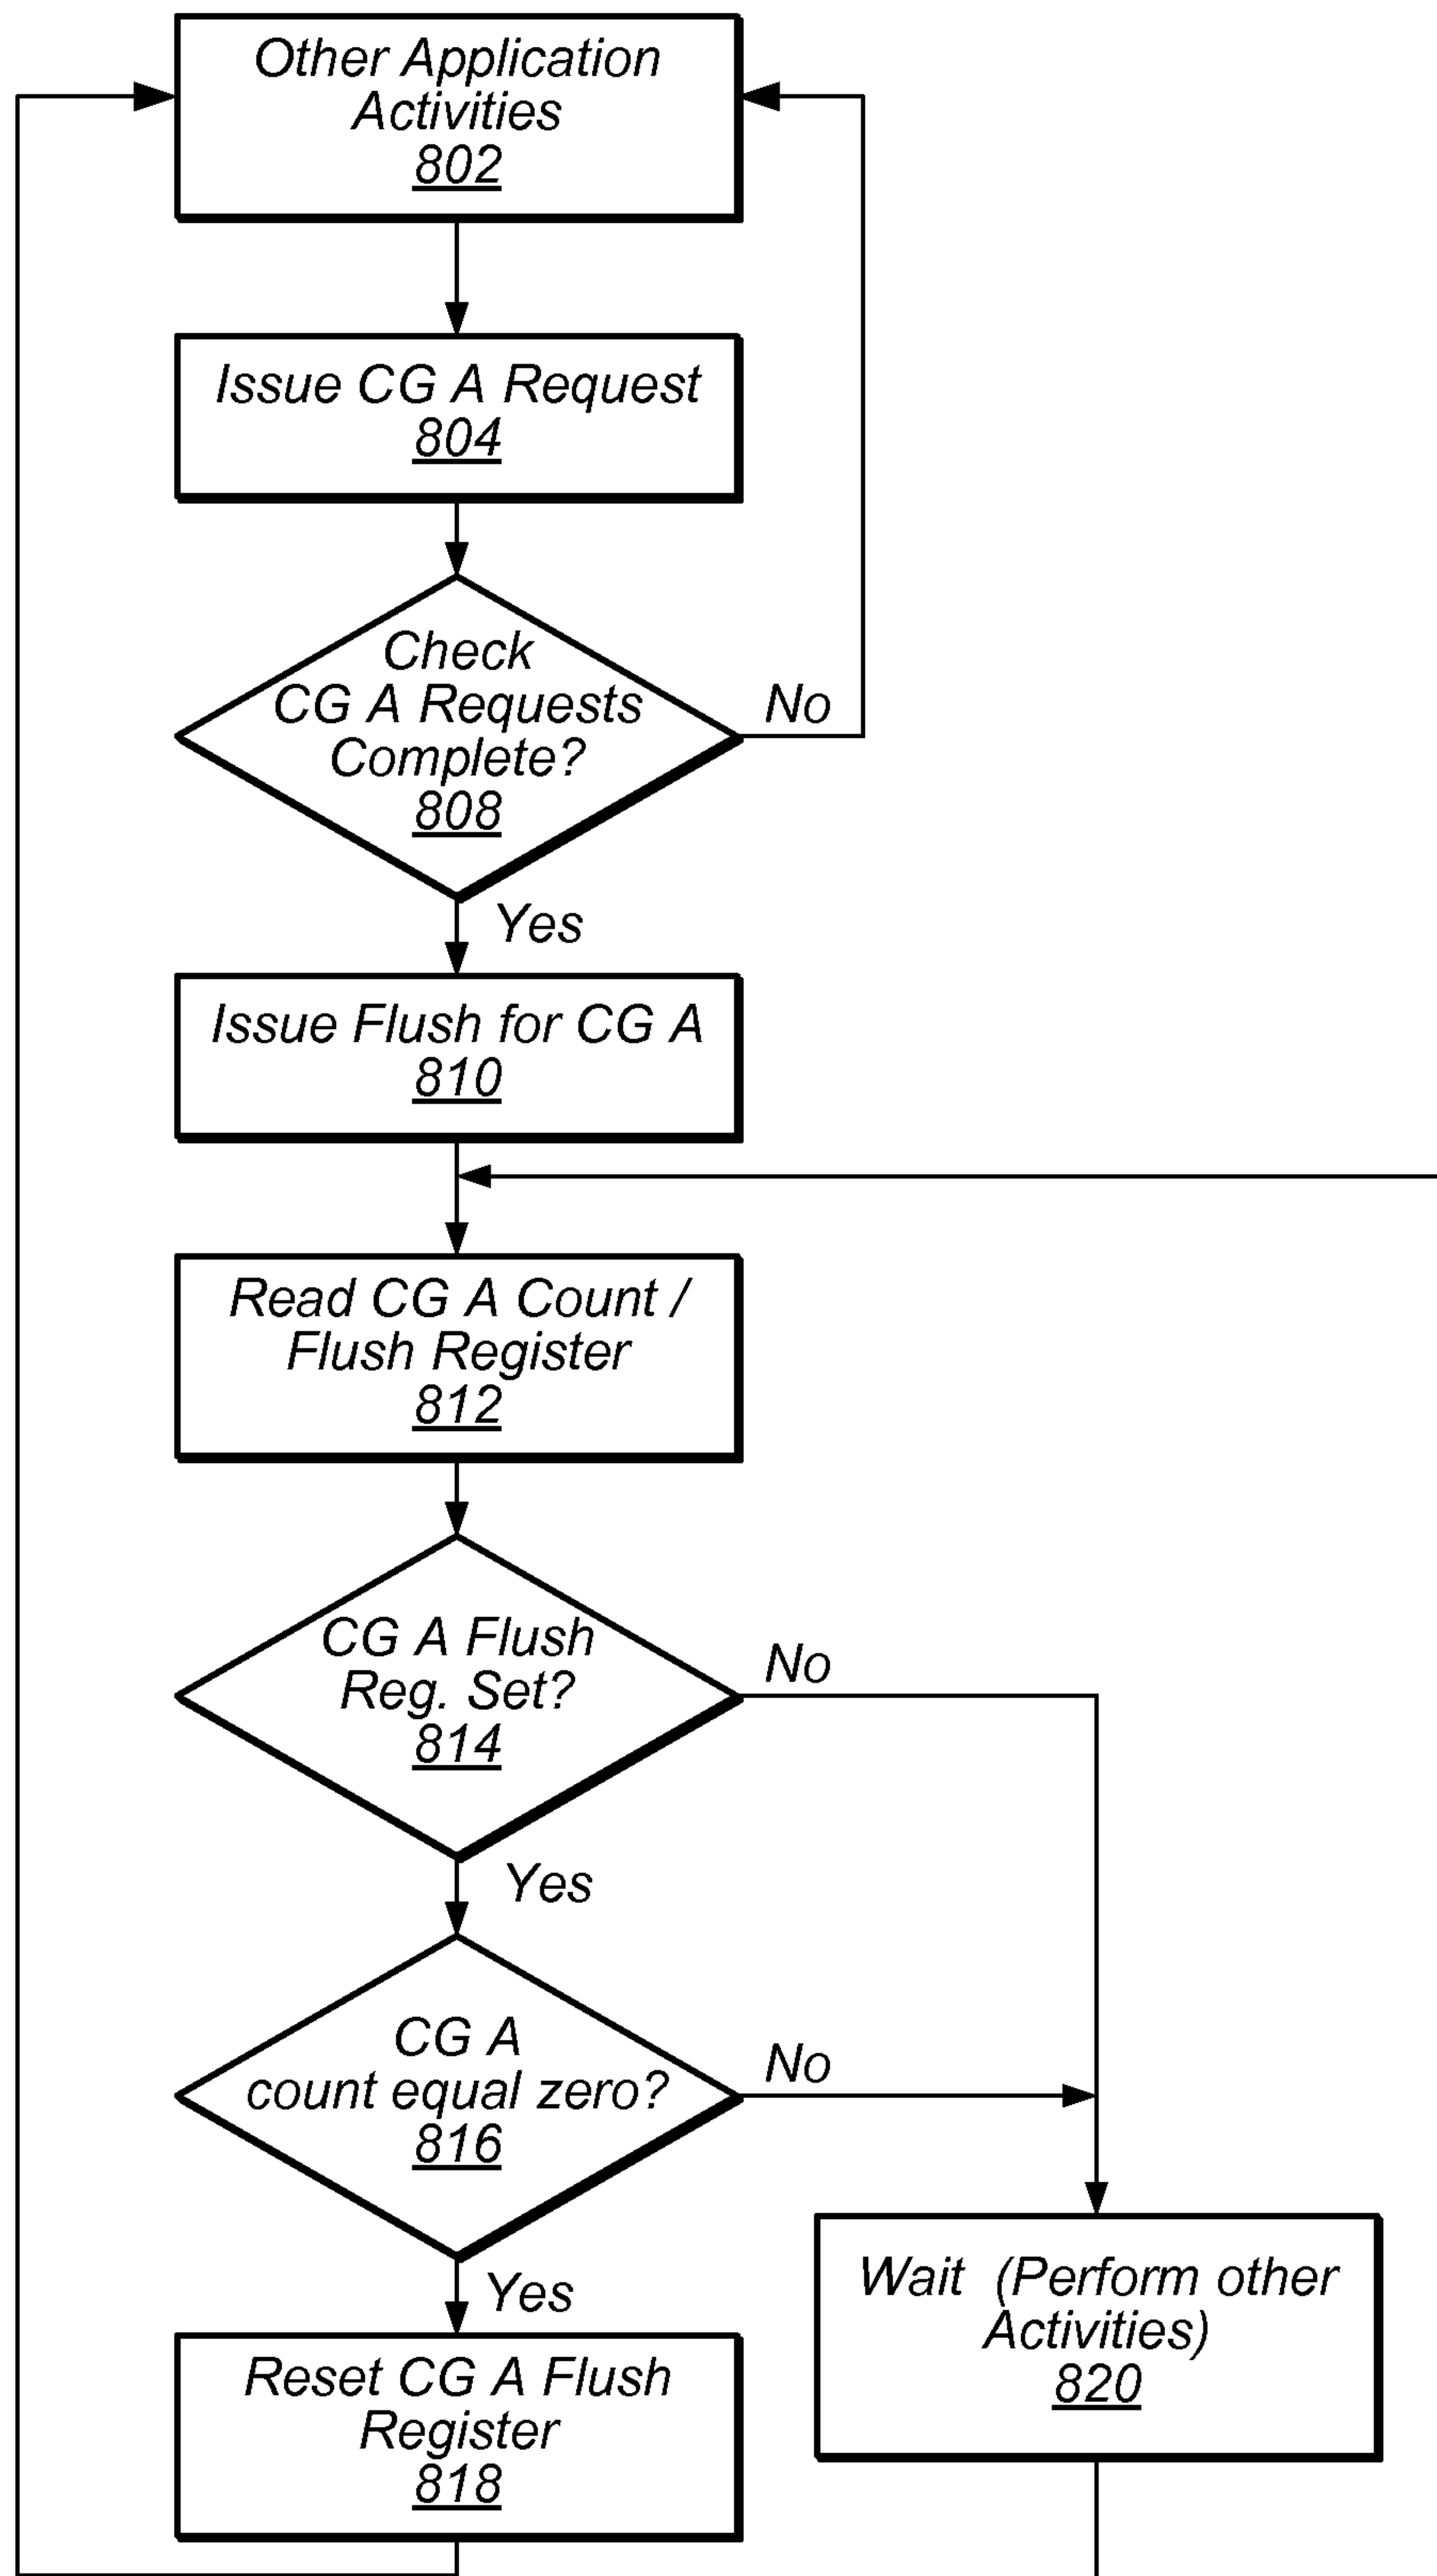 Other Application
Activities
802
Issue CG A Request
804
Check
CG A Requests
Complete?
808
No
Yes
Issue Flush for CG A
810
Read CG A Count /
Flush Register
812
CG A Flush
Reg. Set?
814
No
Yes
CG A
count equal zero?
816
No
Yes
Reset CG A Flush
Register
818
Wait (Perform other
Activities)
820